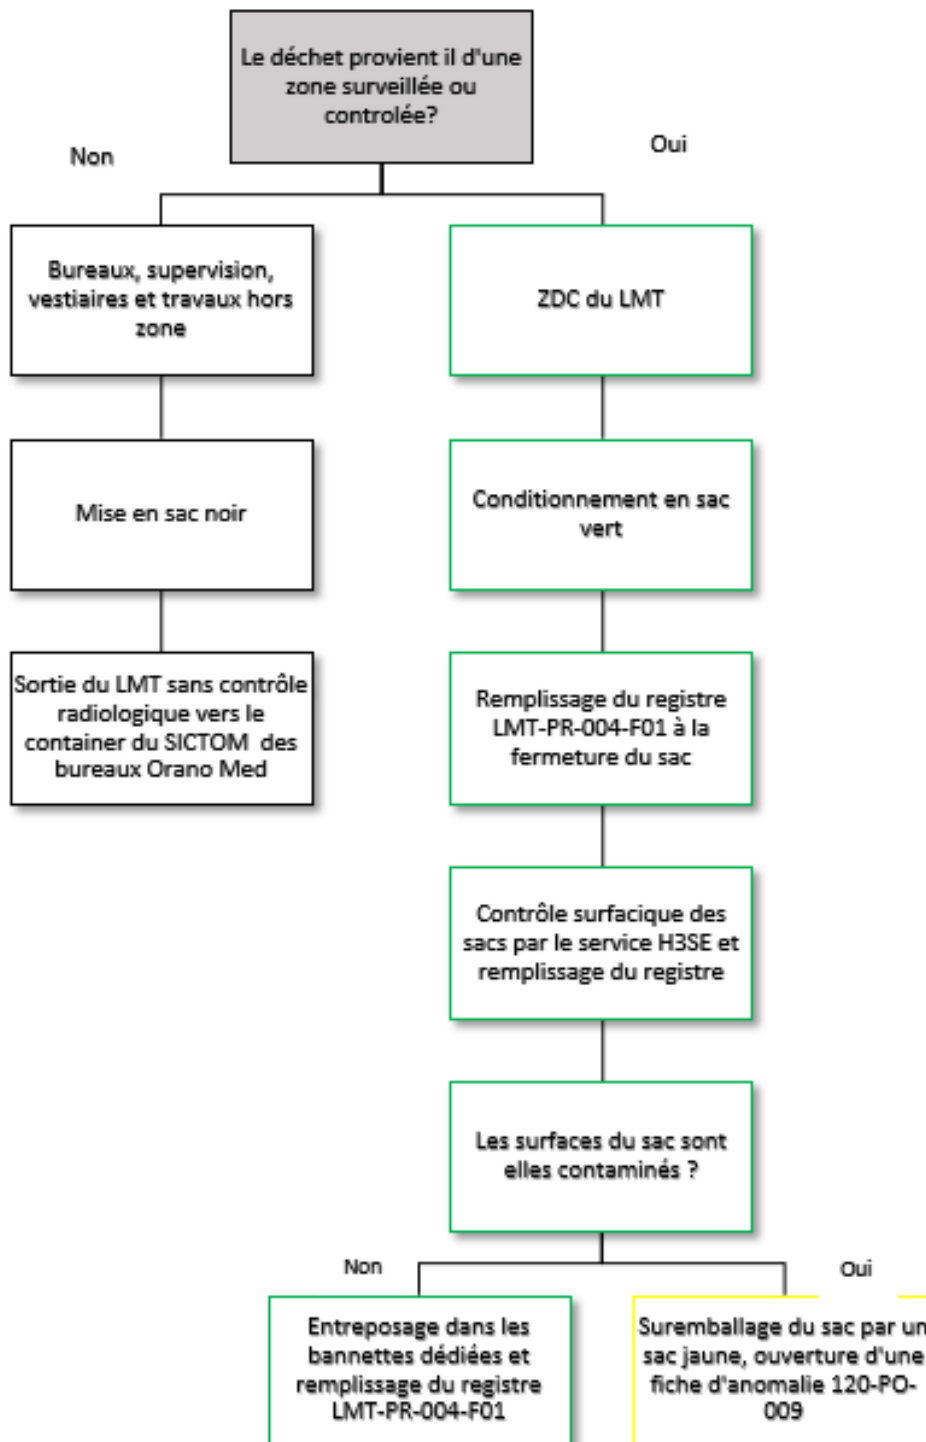 Le déchet provient il d'une
zone surveillée ou
controlée?
Non
Oui
Bureaux, supervision,
vestiaires et travaux hors
zone
ZDC du LMT
Mise en sac noir
Conditionnement en sac
vert
Sortie du LMT sans contrôle
radiologique vers le
container du SICTOM des
bureaux Orano Med
Remplissage du registre
LMT-PR-004-F01 à la
fermeture du sac
Contrôle surfacique des
sacs par le service H3SE et
remplissage du registre
Les surfaces du sac sont
elles contaminés ?
Non
Oui
Entreposage dans les
bannettes dédiées et
remplissage du registre
LMT-PR-004-F01
Suremballage du sac par un
sac jaune, ouverture d'une
fiche d'anomalie 120-PO-
009